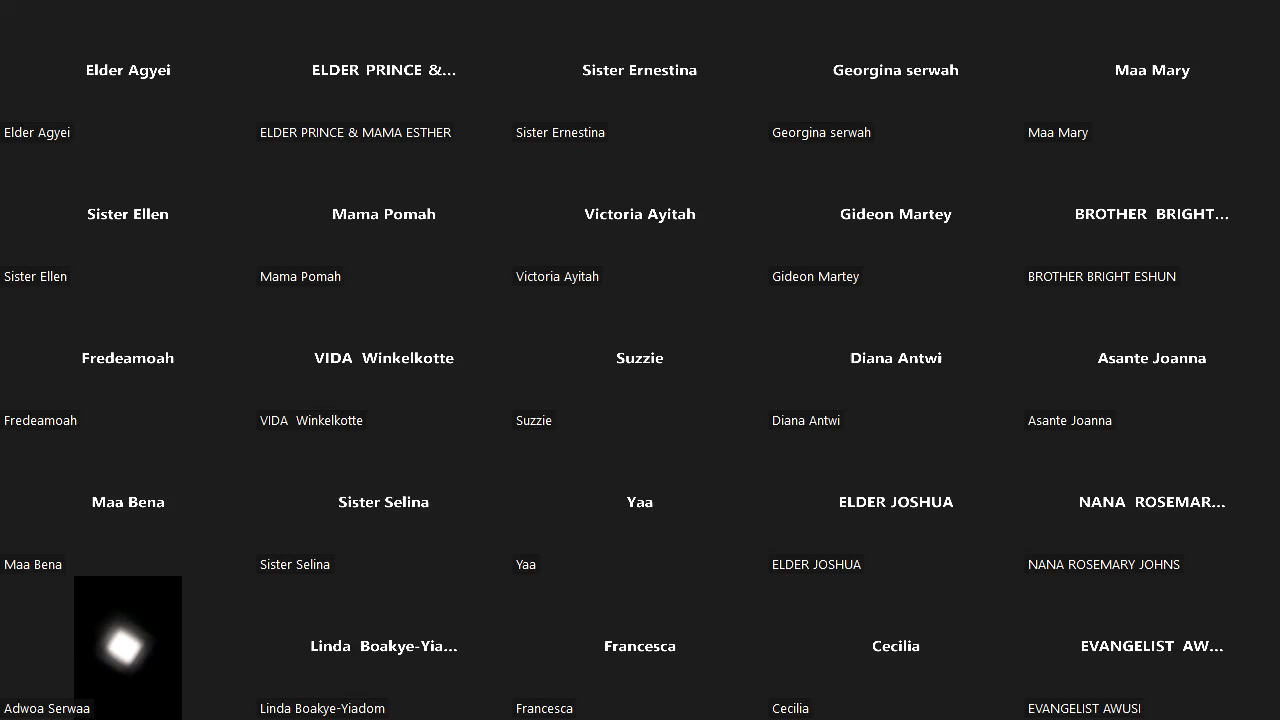 Elder Agyei
ELDER PRINCE &...
Sister Ernestina
Georgina serwah
Maa Mary
Elder Agyei
ELDER PRINCE & MAMA ESTHER
Sister Ernestina
Georgina serwah
Maa Mary
Sister Ellen
Mama Pomah
Victoria Ayitah
Gideon Martey
BROTHER BRIGHT...
Sister Ellen
Mama Pomah
Victoria Ayitah
Gideon Martey
BROTHER BRIGHT ESHUN
Fredeamoah
VIDA Winkelkotte
Suzzie
Diana Antwi
Asante Joanna
Fredeamoah
VIDA Winkelkotte
Suzzie
Diana Antwi
Asante Joanna
Maa Bena
Sister Selina
Yaa
ELDER JOSHUA
NANA ROSEMAR...
Maa Bena
Sister Selina
Yaa
ELDER JOSHUA
NANA ROSEMARY JOHNS
Linda Boakye-Yia...
Francesca
Cecilia
EVANGELIST AW...
Adwoa Serwaa
Linda Boakye-Yiadom
Francesca
Cecilia
EVANGELIST AWUSI